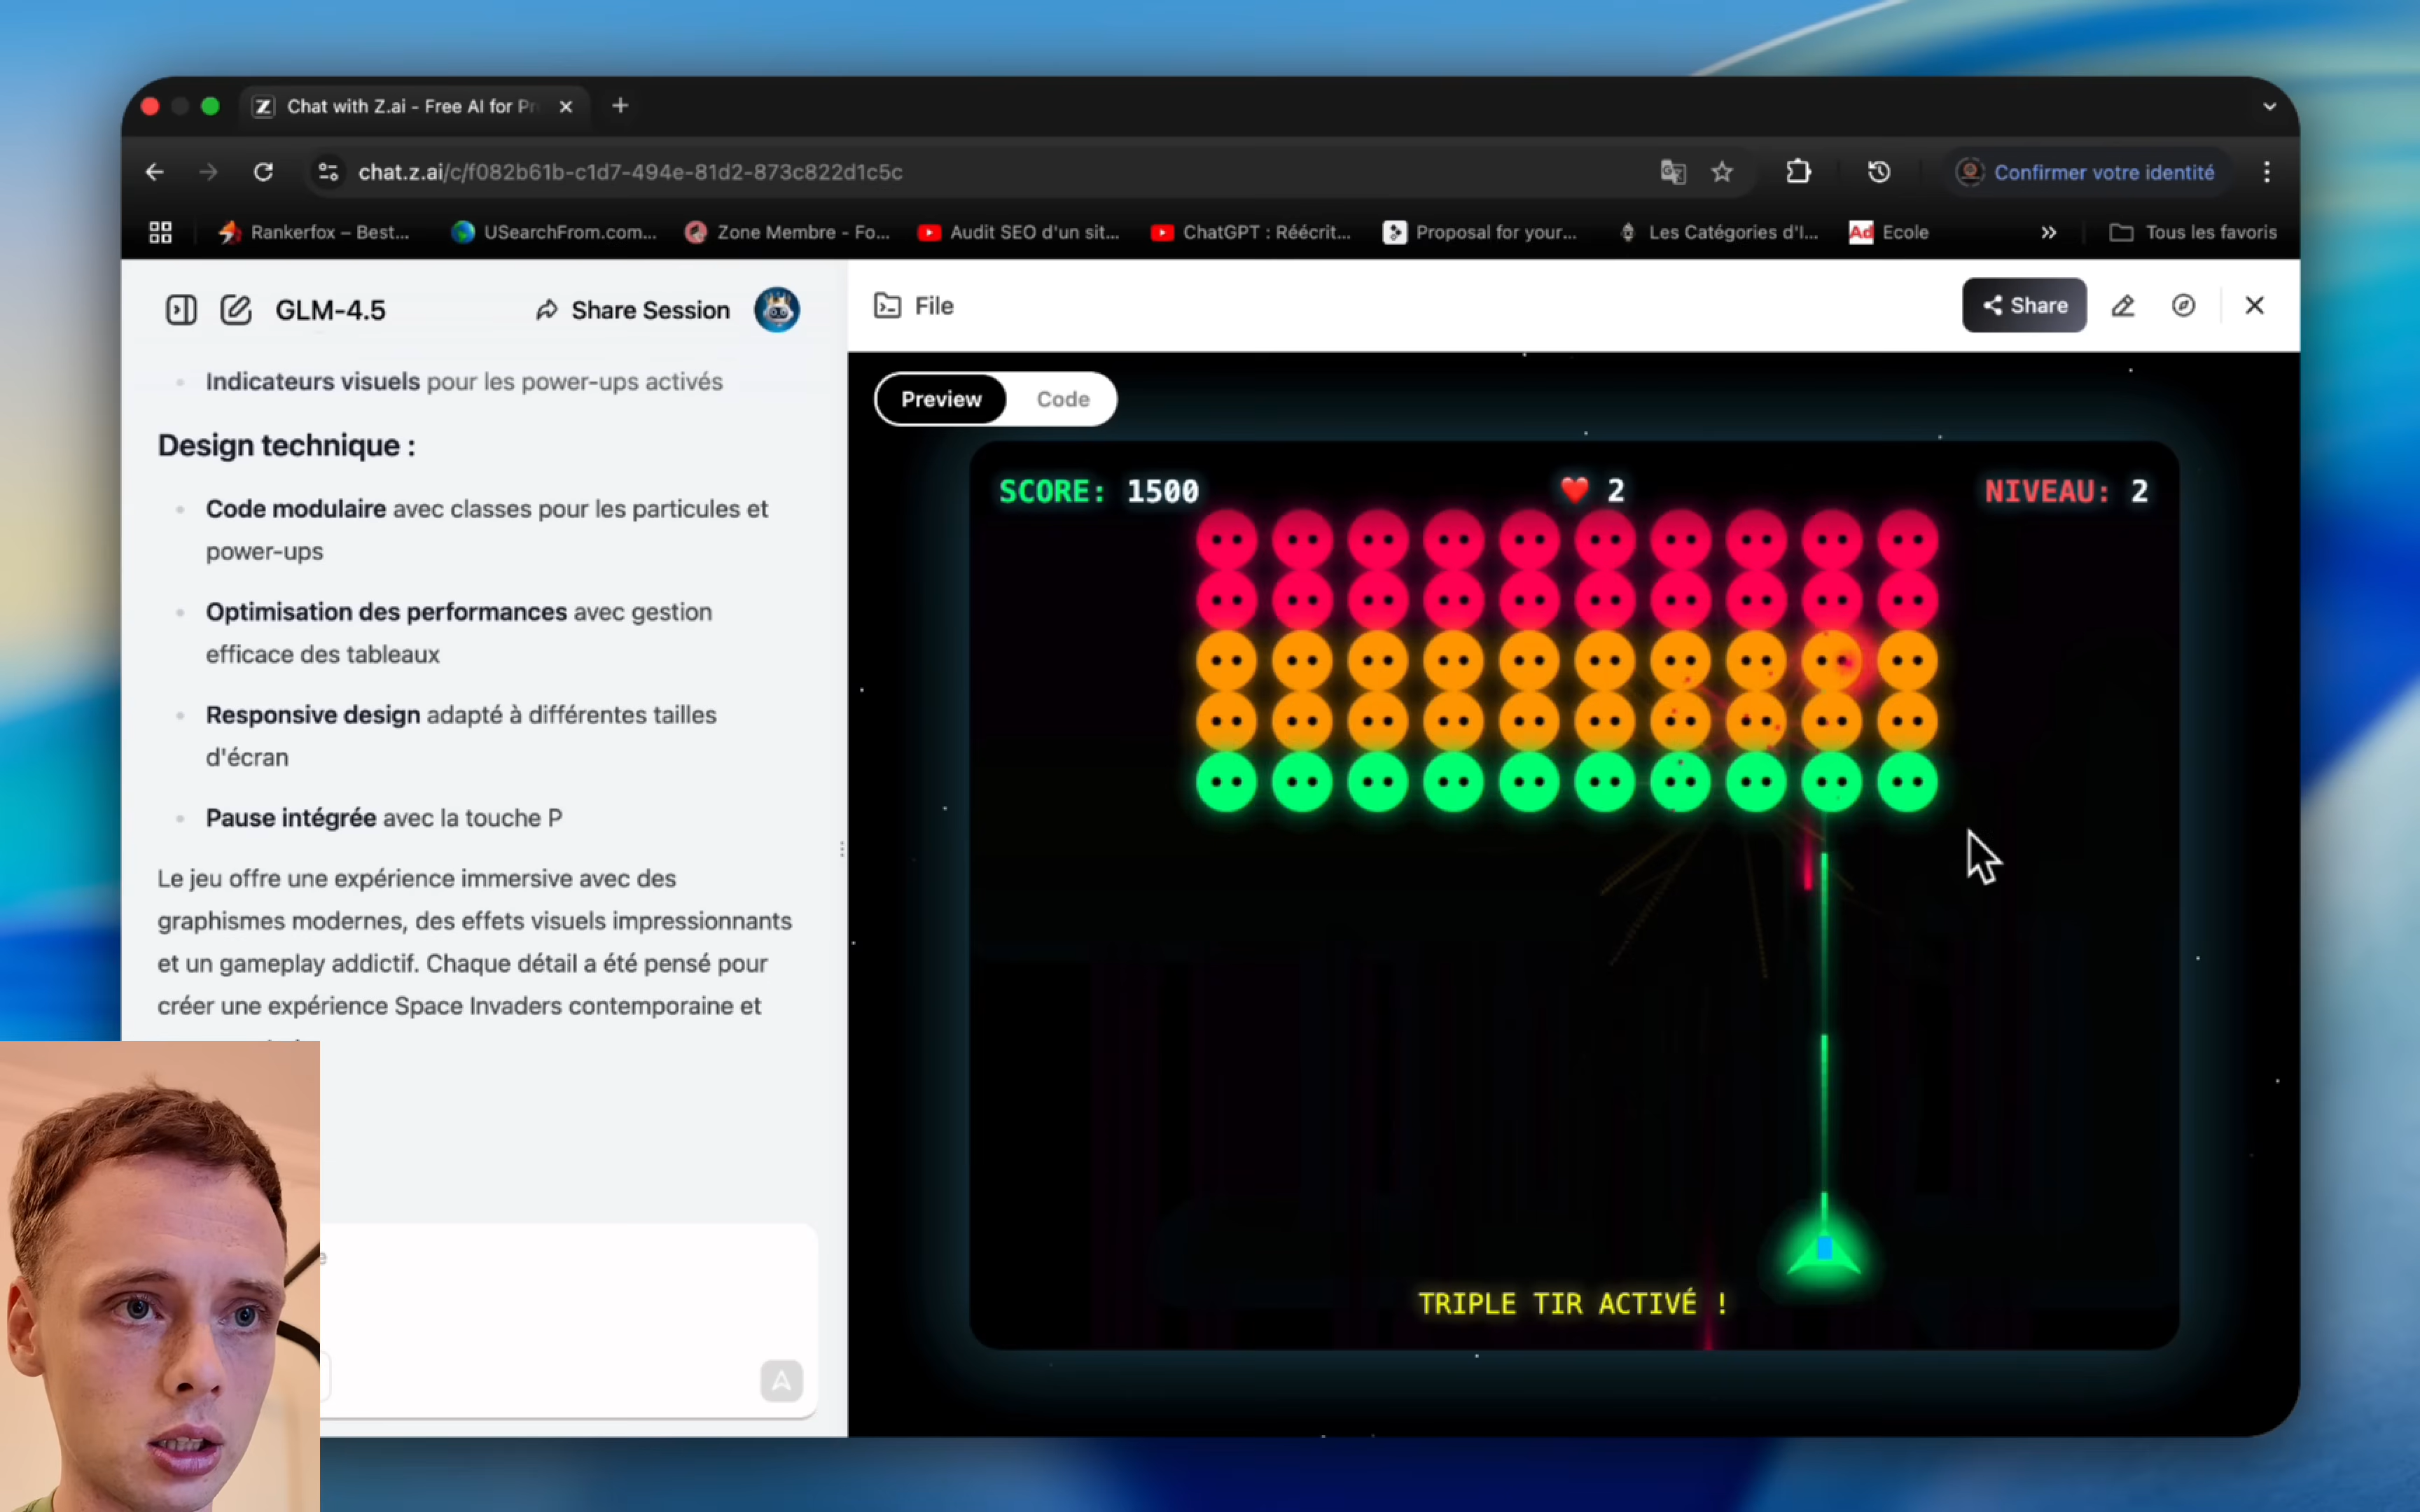 Chat with Z.ai - Free AI for Pr
chat.z.ai/c/f082b61b-c1d7-494e-81d2-873c822d1c5c
Confirmer votre identité
Rankerfox – Best...
USearchFrom.com...
Zone Membre - Fo...
Audit SEO d'un sit...
ChatGPT : Réécrit...
Proposal for your...
Les Catégories d'I...
Ad Ecole
Tous les favoris
GLM-4.5
Share Session
Indicateurs visuels pour les power-ups activés
Design technique :
Code modulaire avec classes pour les particules et
power-ups
Optimisation des performances avec gestion
efficace des tableaux
Responsive design adapté à différentes tailles
d'écran
Pause intégrée avec la touche P
Le jeu offre une expérience immersive avec des
graphismes modernes, des effets visuels impressionnants
et un gameplay addictif. Chaque détail a été pensé pour
créer une expérience Space Invaders contemporaine et
File
Share
Preview
Code
SCORE: 1500
2
NIVEAU: 2
TRIPLE TIR ACTIVÉ !